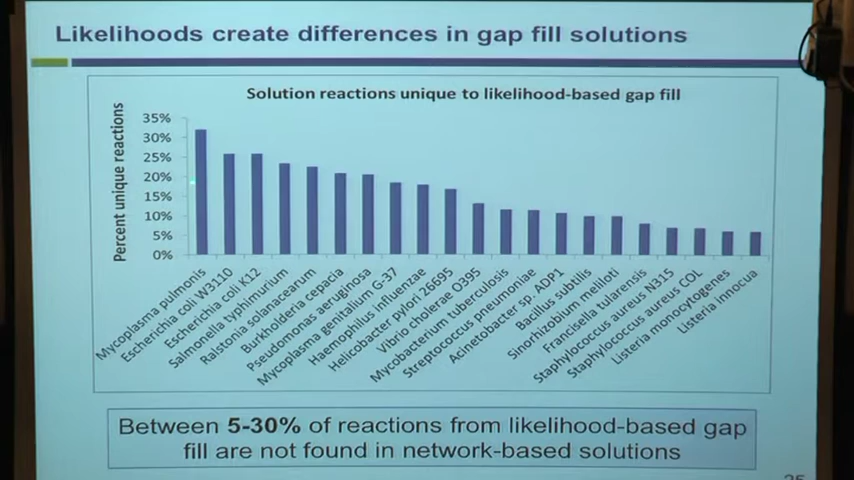 Likelihoods create differences in gap fill solutions
Solution reactions unique to likelihood-based gap fill
Percent unique reactions
35%
30%
25%
20%
15%
10%
5%
0%
Mycoplasma pulmonis
Escherichia coli W3110
Escherichia coli K12
Salmonella typhimurium
Ralstonia solanacearum
Burkholderia cepacia
Pseudomonas aeruginosa
Mycoplasma genitalium G-37
Haemophilus influenzae
Helicobacter pylori 26695
Vibrio cholerae O395
Mycobacterium tuberculosis
Streptococcus pneumoniae
Acinetobacter sp. ADP1
Bacillus subtilis
Sinorhizobium meliloti
Francisella tularensis
Staphylococcus aureus N315
Staphylococcus aureus COL
Listeria monocytogenes
Listeria innocua
Between 5-30% of reactions from likelihood-based gap
fill are not found in network-based solutions